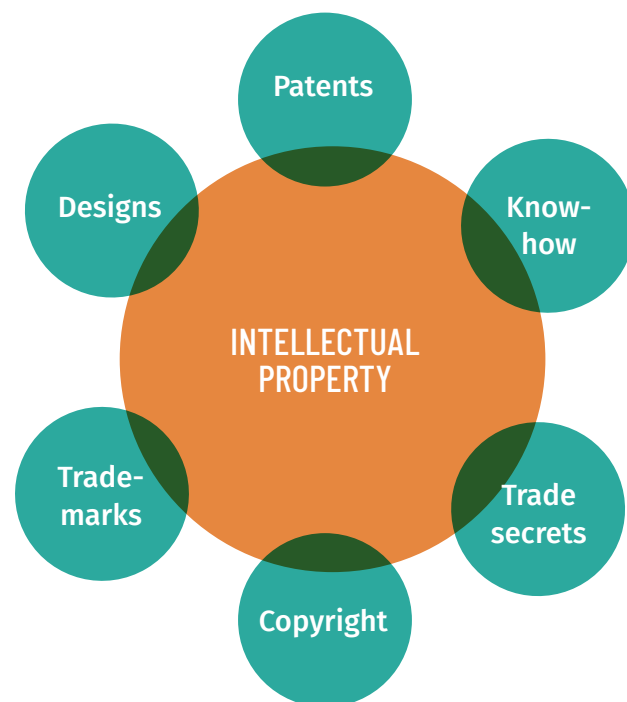 Patents
Designs
Know-
how
INTELLECTUAL
PROPERTY
Trade-
marks
Trade
secrets
Copyright